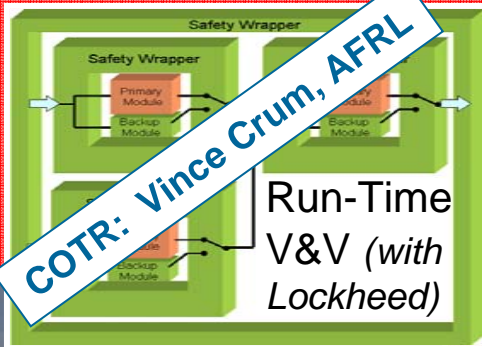 Safety Wrapper
Safety Wrapper
Primary
Module
Backup
Module
COTR: Vince Crum, AFRL
Module
Backup
Module
Run-Time
V&V (with
Lockheed)